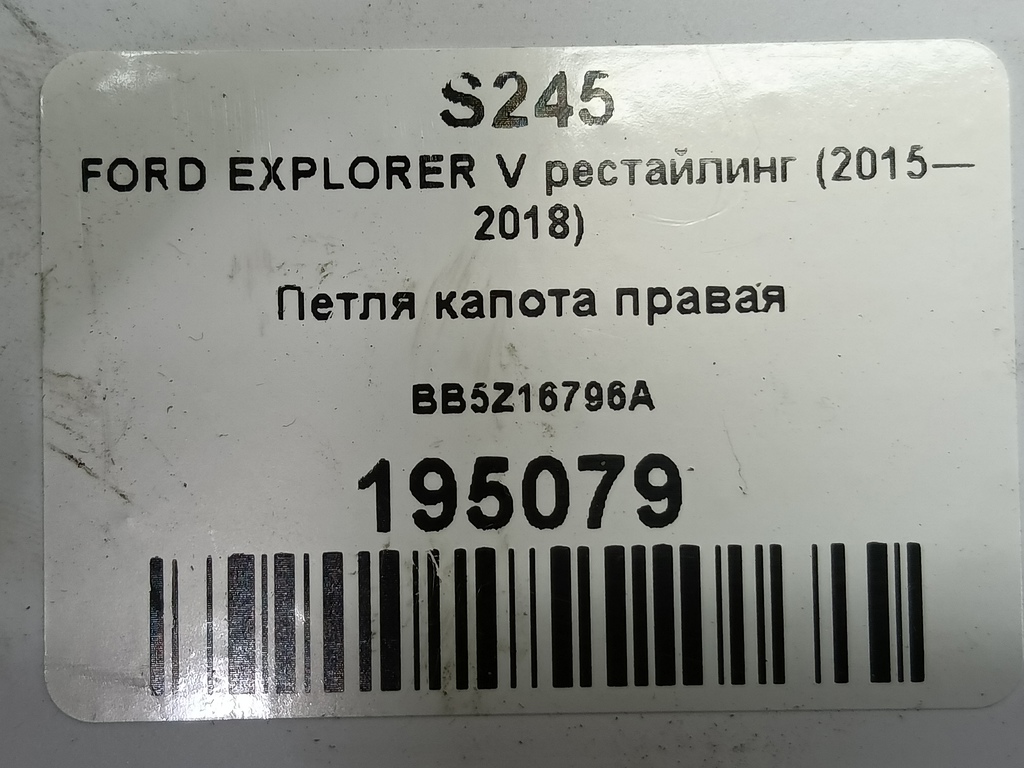 S245
FORD EXPLORER V рестайлинг (2015—
2018)
Петля капота правая
BB5Z16796A
195079